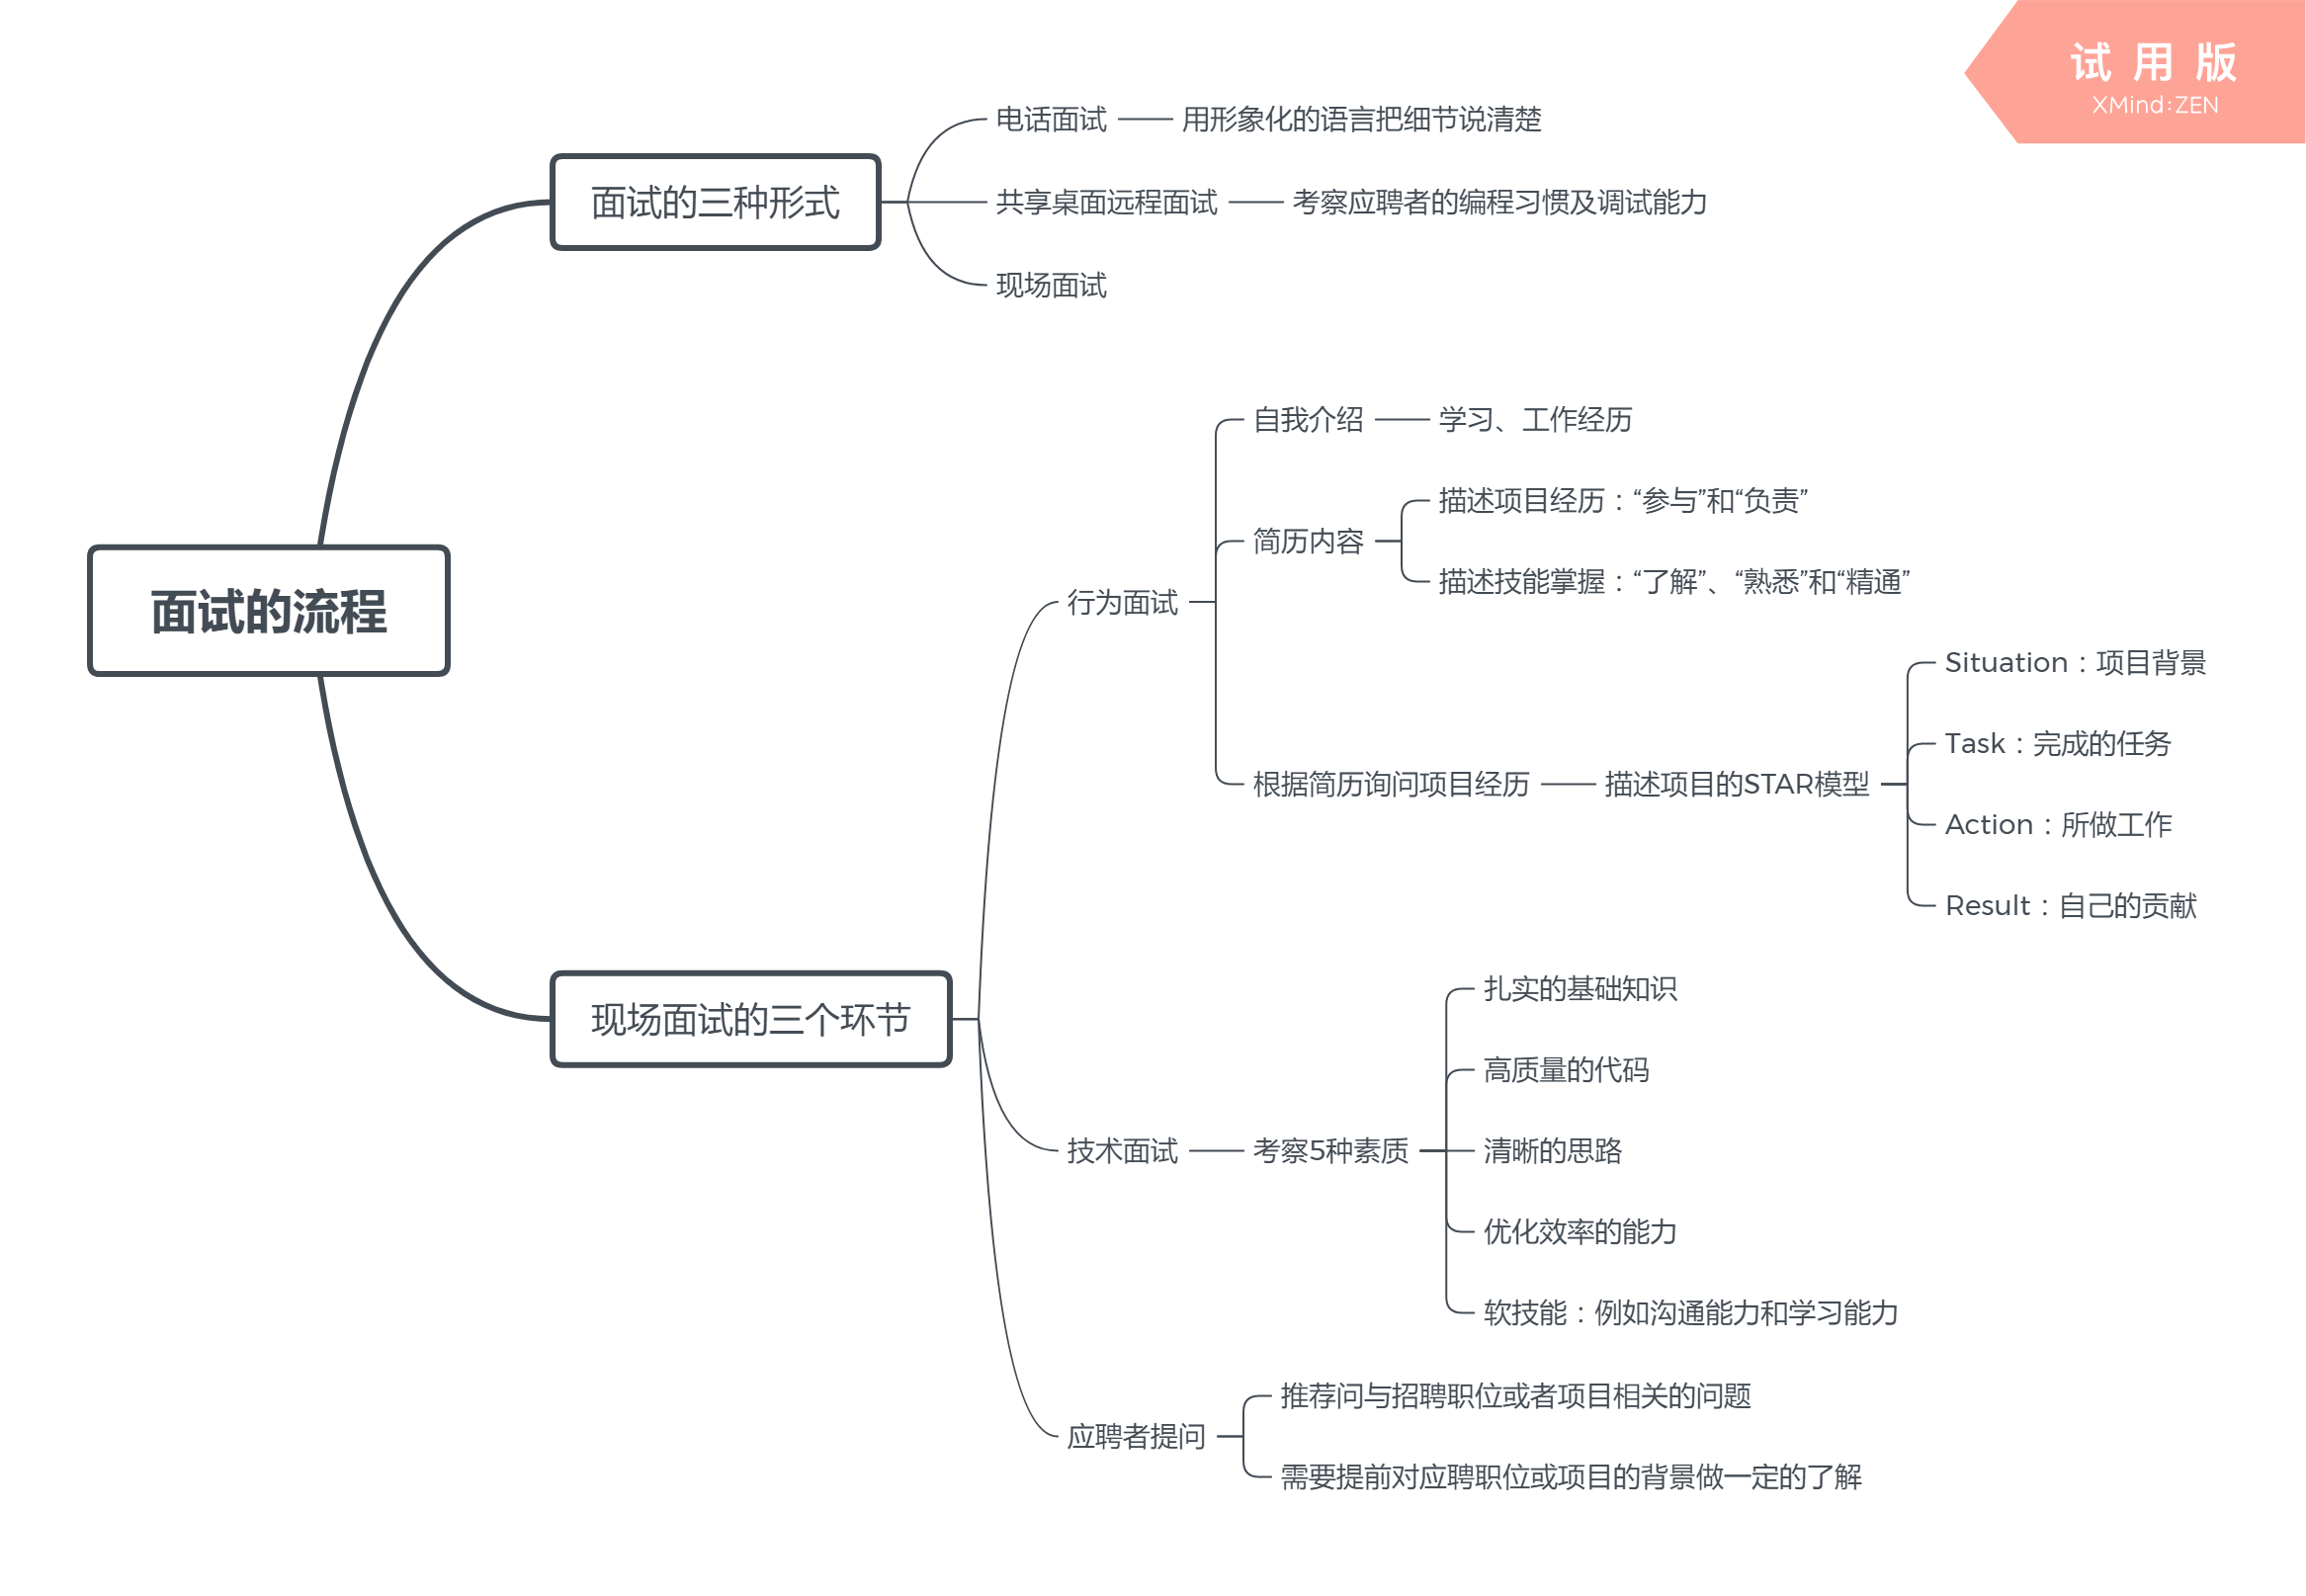 试用版
XMind:ZEN
面试的流程
面试的三种形式
电话面试
用形象化的语言把细节说清楚
共享桌面远程面试
考察应聘者的编程习惯及调试能力
现场面试
现场面试的三个环节
行为面试
自我介绍
学习、工作经历
简历内容
描述项目经历：“参与”和“负责”
描述技能掌握：“了解”、“熟悉”和“精通”
根据简历询问项目经历
描述项目的STAR模型
Situation：项目背景
Task：完成的任务
Action：所做工作
Result：自己的贡献
技术面试
考察5种素质
扎实的基础知识
高质量的代码
清晰的思路
优化效率的能力
软技能：例如沟通能力和学习能力
应聘者提问
推荐问与招聘职位或者项目相关的问题
需要提前对应聘职位或项目的背景做一定的了解